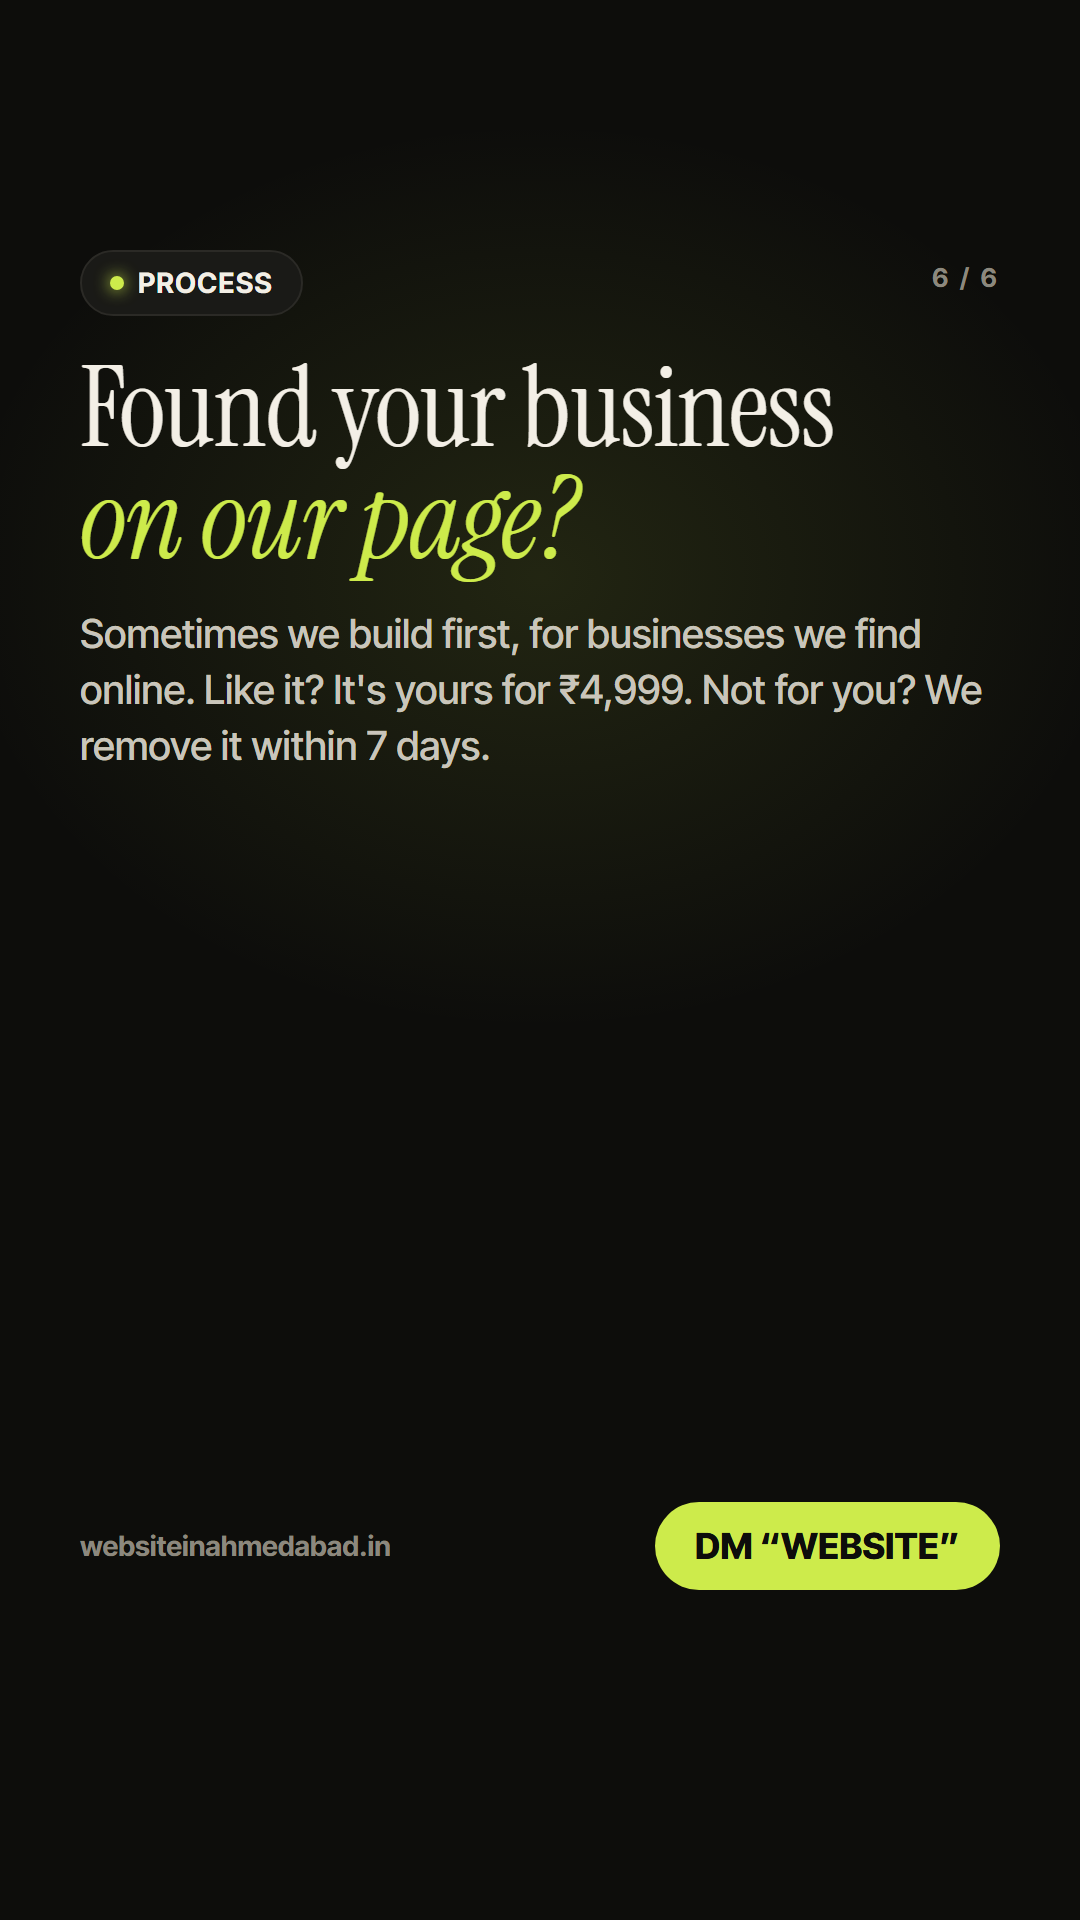 PROCESS
6 / 6
Found your business
on our page?
Sometimes we build first, for businesses we find
online. Like it? It's yours for ₹4,999. Not for you? We
remove it within 7 days.
websiteinahmedabad.in
DM “WEBSITE”